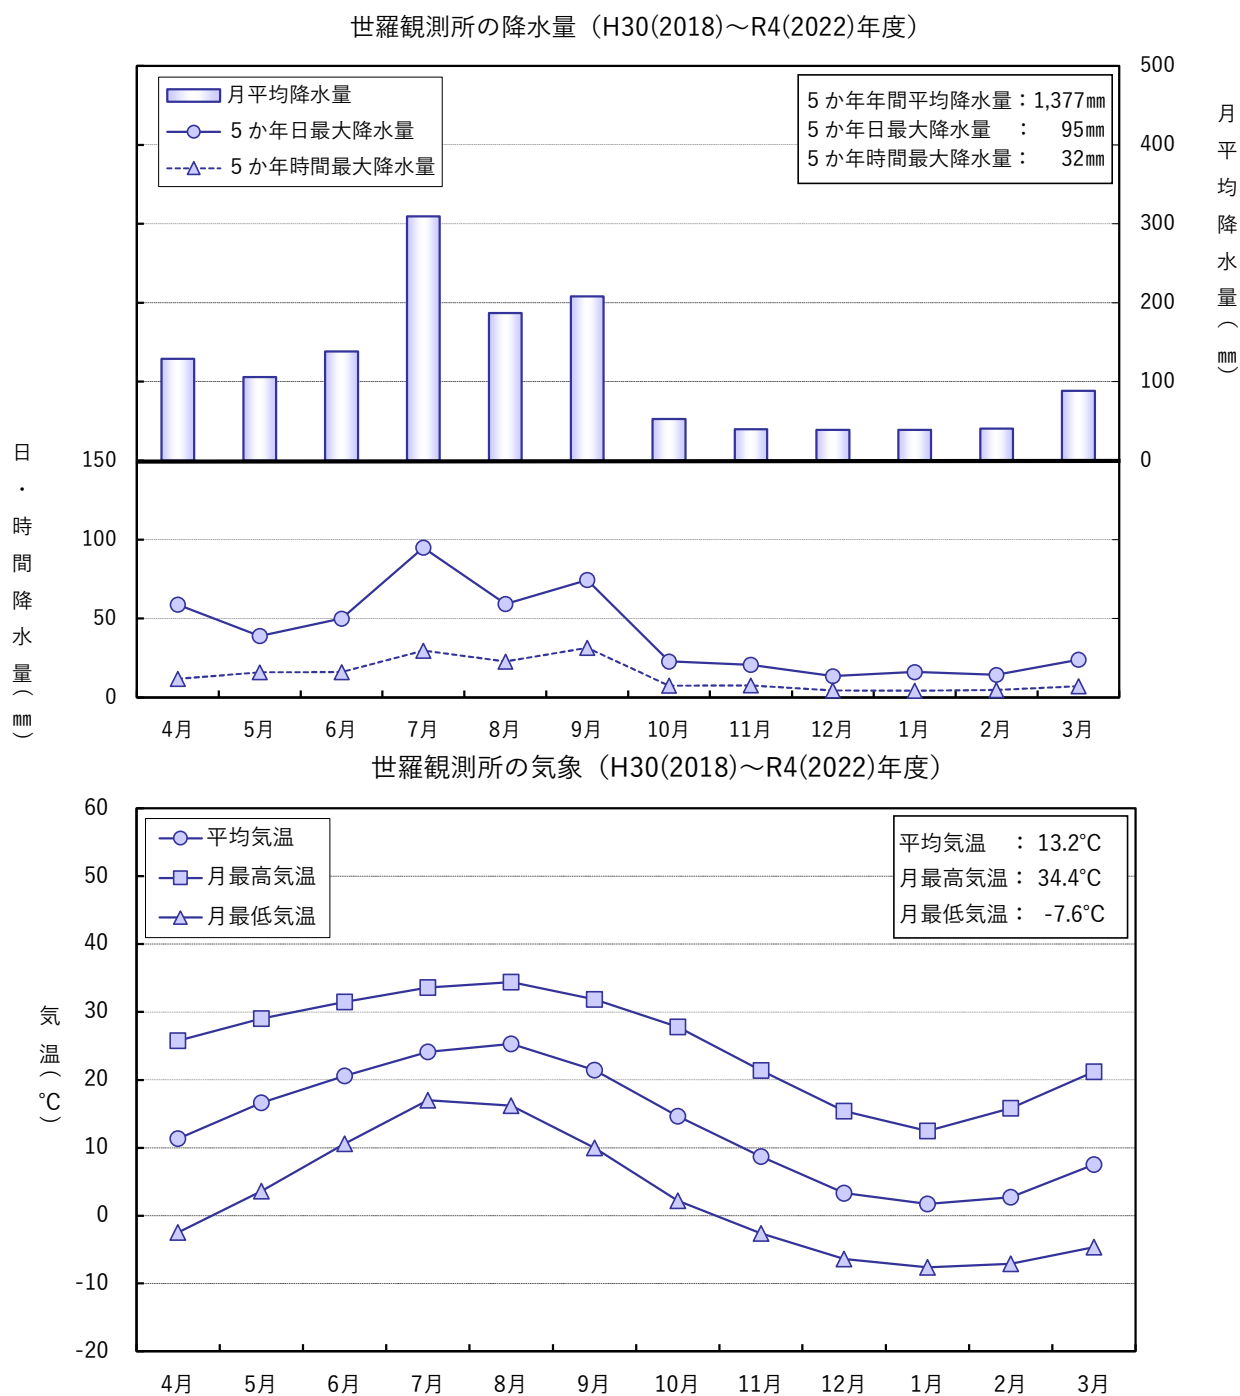 世羅観測所の降水量（H30(2018)～R4(2022)年度）
月平均降水量
５か年日最大降水量
５か年時間最大降水量
５か年年間平均降水量：1,377㎜
５か年日最大降水量　： 95㎜
５か年時間最大降水量： 32㎜
500
400
300
200
100
0
月平均降水量（㎜）
150
100
50
0
日・時間降水量（㎜）
4月 5月 6月 7月 8月 9月 10月 11月 12月 1月 2月 3月
世羅観測所の気象（H30(2018)～R4(2022)年度）
平均気温
月最高気温
月最低気温
平均気温　： 13.2℃
月最高気温： 34.4℃
月最低気温： -7.6℃
60
50
40
30
20
10
0
-10
-20
気温（℃）
4月 5月 6月 7月 8月 9月 10月 11月 12月 1月 2月 3月